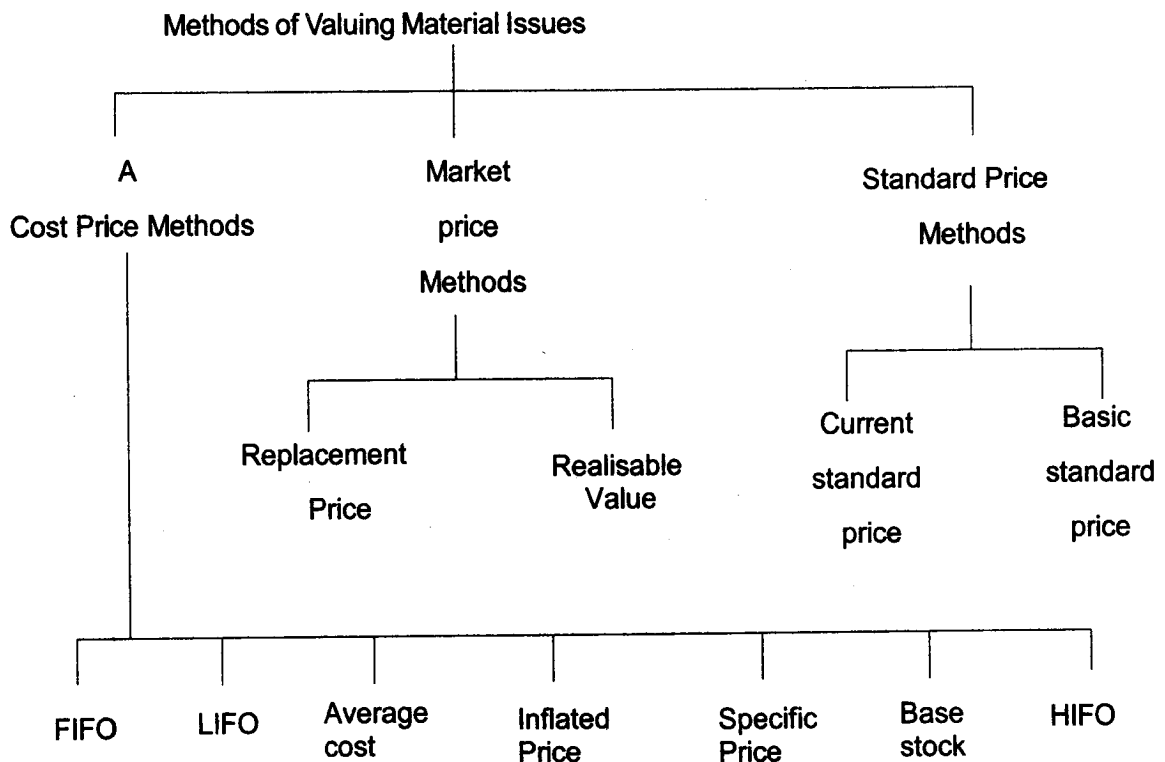 Methods of Valuing Material Issues
A
Cost Price Methods
Market
price
Methods
Standard Price
Methods
Replacement
Price
Realisable
Value
Current
standard
price
Basic
standard
price
FIFO
LIFO
Average
cost
Inflated
Price
Specific
Price
Base
stock
HIFO